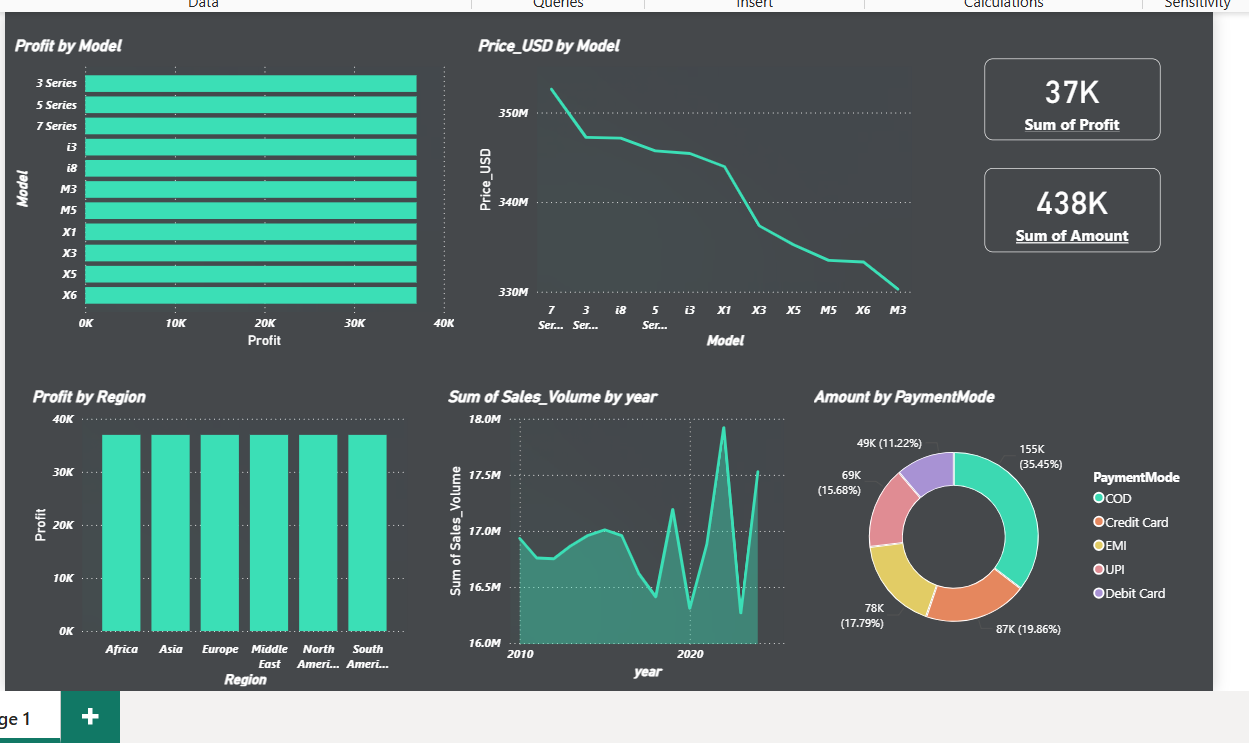 Data
Queries
Insert
Calculations
Sensitivity
Profit by Model
Model
3 Series
5 Series
7 Series
i3
i8
M3
M5
X1
X3
X5
X6
0K 10K 20K 30K 40K
Profit
Price_USD by Model
Price_USD
350M
340M
330M
7 3 i8 5 i3 X1 X3 X5 M5 X6 M3
Ser... Ser... Ser...
Model
37K
Sum of Profit
438K
Sum of Amount
Profit by Region
Profit
40K
30K
20K
10K
0K
Africa Asia Europe Middle North South
East Ameri... Ameri...
Region
Sum of Sales_Volume by year
Sum of Sales_Volume
18.0M
17.5M
17.0M
16.5M
16.0M
2010 2020
year
Amount by PaymentMode
49K (11.22%)
155K
(35.45%)
69K
(15.68%)
78K
(17.79%)
87K (19.86%)
PaymentMode
COD
Credit Card
EMI
UPI
Debit Card
ge 1
+